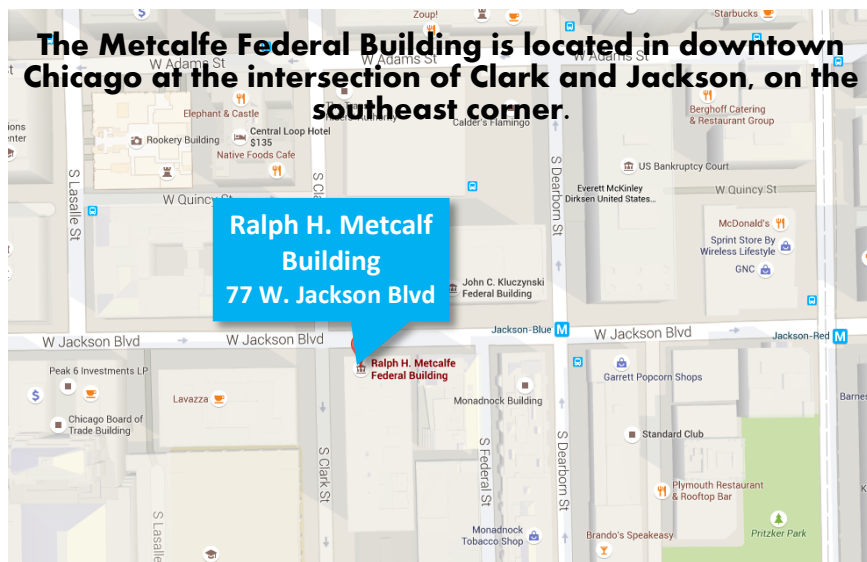 Zoup!
Starbucks
The Metcalfe Federal Building is located in downtown
Chicago at the intersection of Clark and Jackson, on the
southeast corner.
W Adams St
W Adams St
W Adams St
Elephant & Castle
Calder's Flamingo
Berghoff Catering
& Restaurant Group
Rookery Building
Central Loop Hotel
$135
Native Foods Cafe
US Bankruptcy Court
S Lasalle St
S Cla
S Dearborn St
W Quincy
Everett McKinley
Dirksen United States...
W Quincy St
Ralph H. Metcalf
Building
77 W. Jackson Blvd
McDonald's
Sprint Store By
Wireless Lifestyle
GNC
John C. Kluczynski
Federal Building
W Jackson Blvd
W Jackson Blvd
Jackson-Blue M
W Jackson Blvd
Jackson-Red M
Peak 6 Investments LP
Ralph H. Metcalfe
Federal Building
Garrett Popcorn Shops
Lavazza
Monadnock Building
Barnes
Chicago Board of
Trade Building
Standard Club
S Clark St
S Federal St
S Dearborn St
Plymouth Restaurant
& Rooftop Bar
S Lasalle
Monadnock
Tobacco Shop
Brando's Speakeasy
Pritzker Park